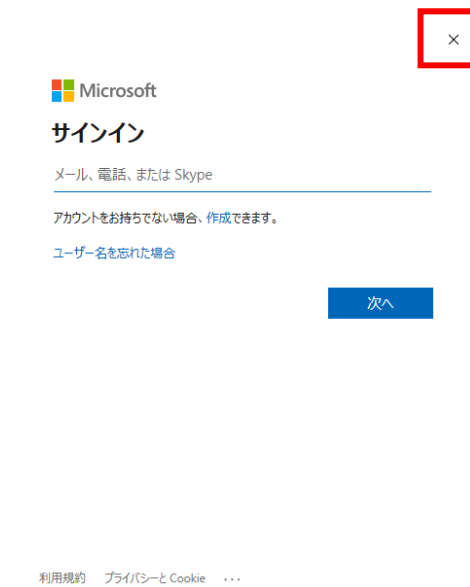 ×
Microsoft
サインイン
メール、電話、または Skype
アカウントをお持ちでない場合、作成できます。
ユーザー名を忘れた場合
次へ
利用規約 プライバシーと Cookie ...